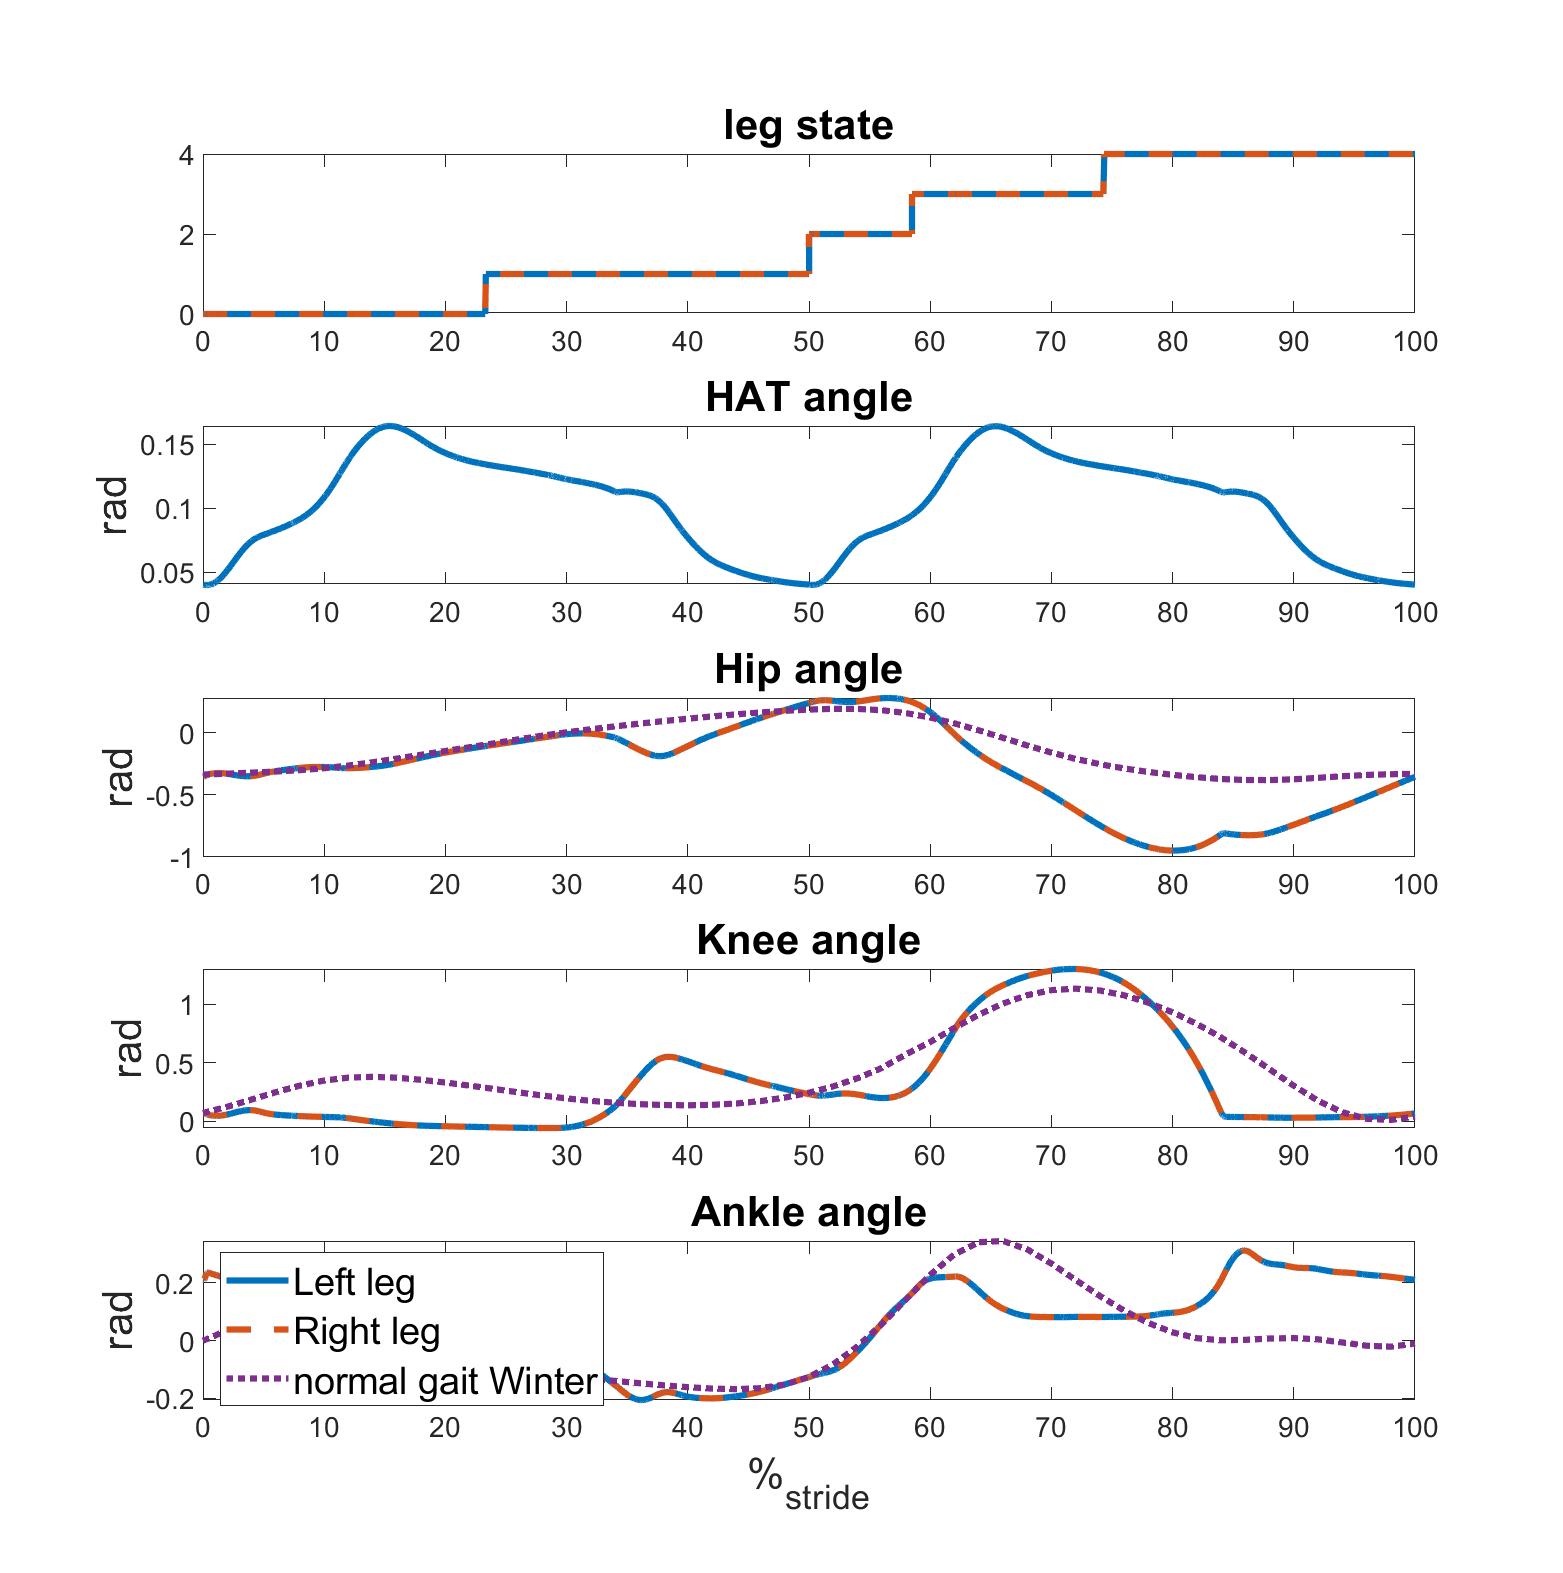 leg state
4
2
0
0 10 20 30 40 50 60 70 80 90 100
HAT angle
rad
0.15
0.1
0.05
0 10 20 30 40 50 60 70 80 90 100
Hip angle
rad
0
-0.5
-1
0 10 20 30 40 50 60 70 80 90 100
Knee angle
rad
1
0.5
0
0 10 20 30 40 50 60 70 80 90 100
Ankle angle
rad
0.2
0
-0.2
Left leg
Right leg
normal gait Winter
0 10 20 30 40 50 60 70 80 90 100
%stride